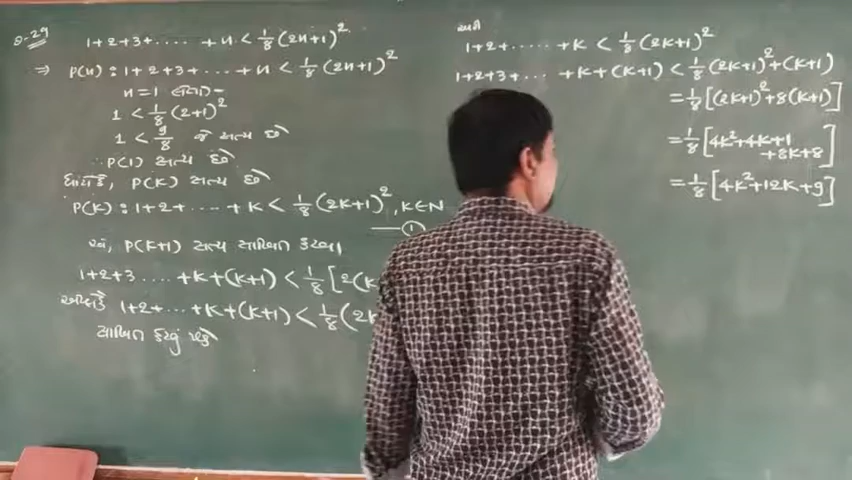 2-29 1+2+3+..... + n < 1/8 (2n+1)²
⇒ P(n) : 1+2+3+...+ n < 1/8 (2n+1)²
n=1 લેતા -
1 < 1/8 (2+1)²
1 < 9/8 જે સત્ય છે
∴ P(1) સત્ય છે
ધારો કે, P(k) સત્ય છે
P(k) : 1+2+.....+ k < 1/8 (2k+1)², k∈N
—①
હવે, P(k+1) સત્ય સાબિત કરવા,
1+2+3 .... +k+(k+1) < 1/8 [2(k
એટલે કે 1+2+...+k+(k+1) < 1/8 (2k
સાબિત કરવું પડે
1+2+.....+k < 1/8 (2k+1)²
1+2+3+... +k+(k+1) < 1/8 (2k+1)²+(k+1)
= 1/8 [(2k+1)²+8(k+1)]
= 1/8 [4k²+4k+1
+8k+8]
= 1/8 [4k²+12k+9]